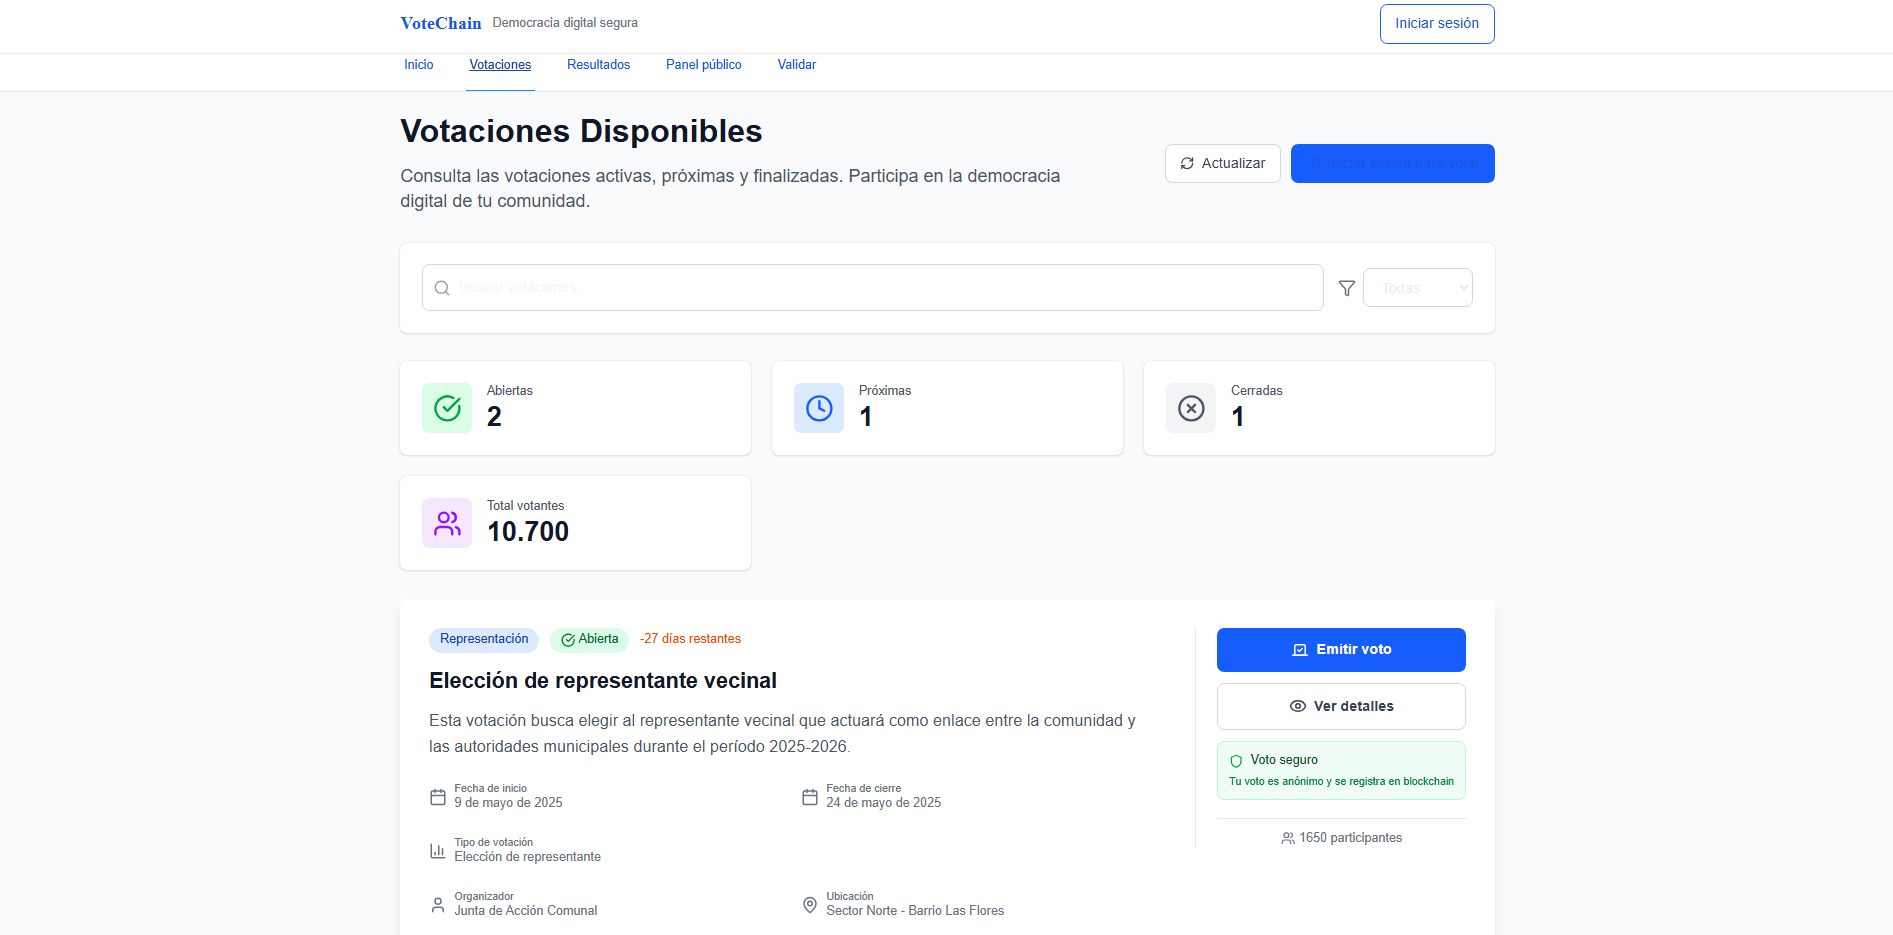 VoteChain Democracia digital segura
Iniciar sesión
Inicio Votaciones Resultados Panel público Validar
Votaciones Disponibles
Consulta las votaciones activas, próximas y finalizadas. Participa en la democracia
digital de tu comunidad.
Actualizar
Iniciar sesión para votar
Buscar votaciones...
Todas
Abiertas
2
Próximas
1
Cerradas
1
Total votantes
10.700
Representación Abierta -27 días restantes
Elección de representante vecinal
Esta votación busca elegir al representante vecinal que actuará como enlace entre la comunidad y
las autoridades municipales durante el período 2025-2026.
Fecha de inicio
9 de mayo de 2025
Fecha de cierre
24 de mayo de 2025
Tipo de votación
Elección de representante
Organizador
Junta de Acción Comunal
Ubicación
Sector Norte - Barrio Las Flores
Emitir voto
Ver detalles
Voto seguro
Tu voto es anónimo y se registra en blockchain
1650 participantes